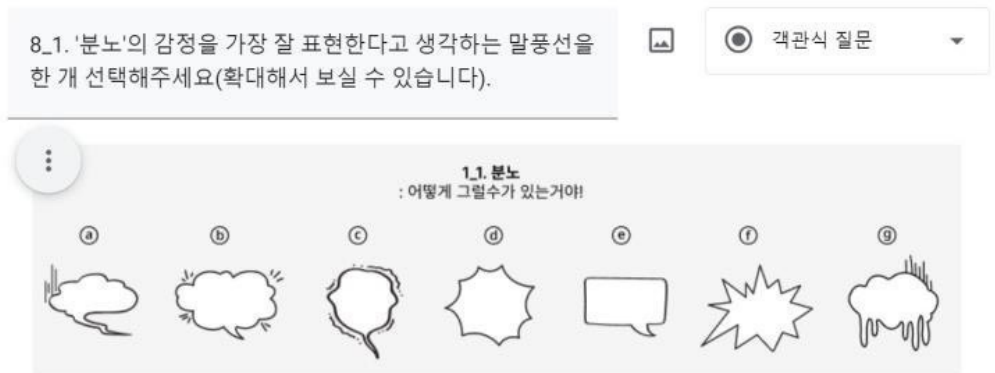 8_1. '분노'의 감정을 가장 잘 표현한다고 생각하는 말풍선을
한 개 선택해주세요(확대해서 보실 수 있습니다).
객관식 질문
1_1. 분노
: 어떻게 그럴수가 있는거야!
ⓐ ⓑ ⓒ ⓓ ⓔ ⓕ ⓖ